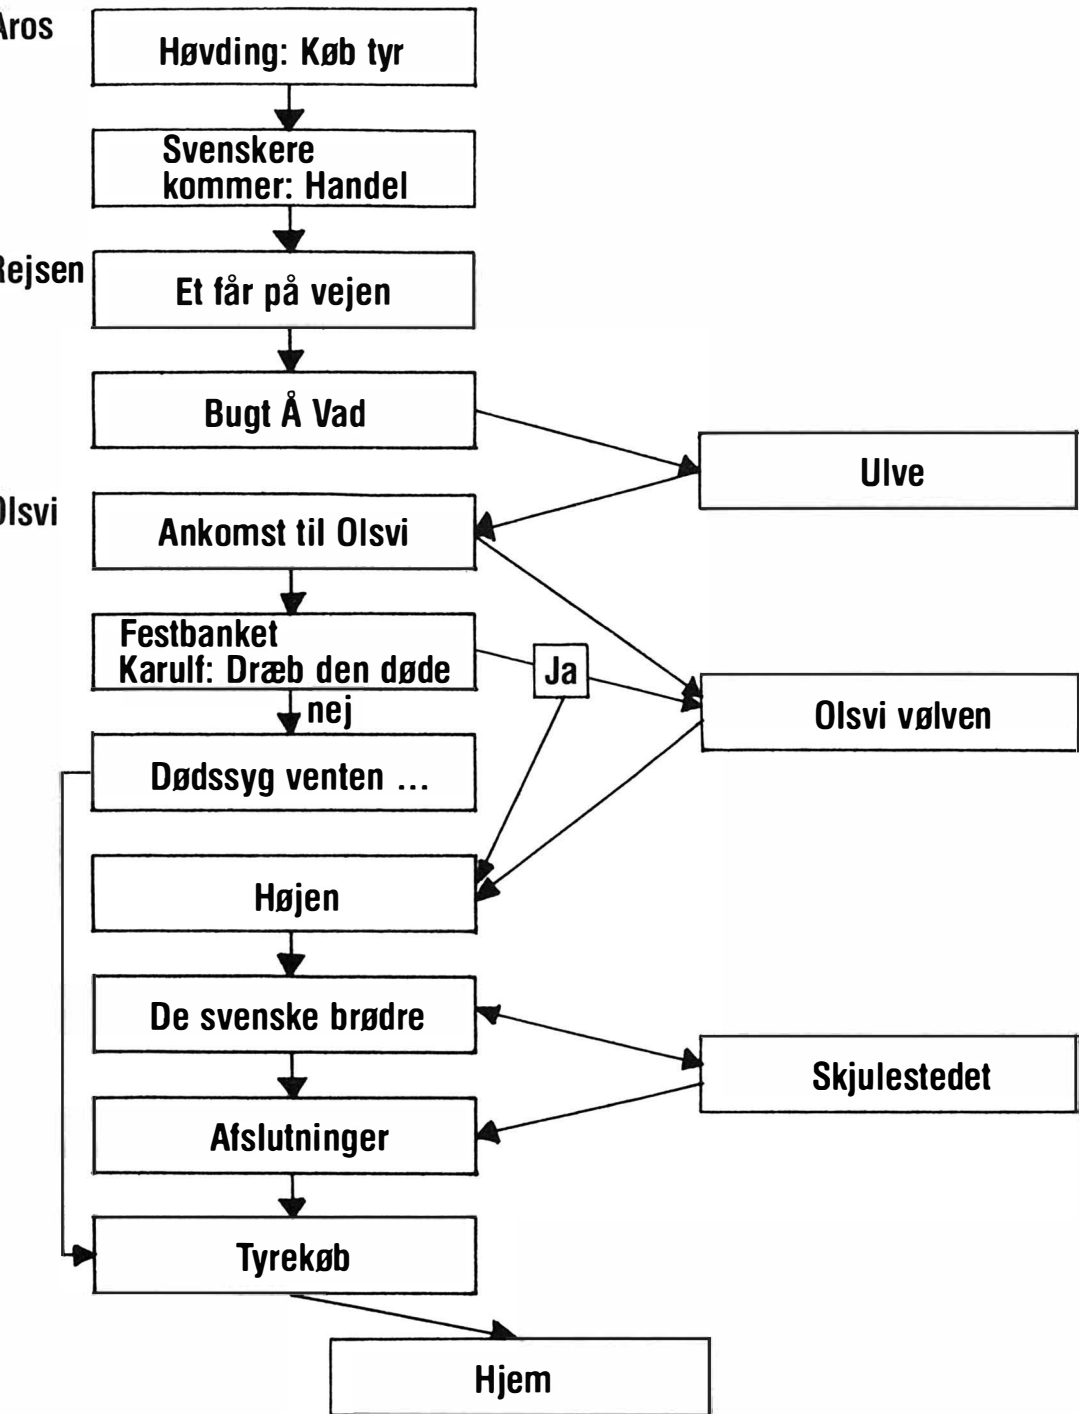 Aros
Høvding: Køb tyr
Svenskere
kommer: Handel
Rejsen
Et får på vejen
Bugt Å Vad
Ulve
Olsvi
Ankomst til Olsvi
Festbanket
Karulf: Dræb den døde
Ja
nej
Olsvi vølven
Dødssyg venten ...
Højen
De svenske brødre
Skjulestedet
Afslutninger
Tyrekøb
Hjem